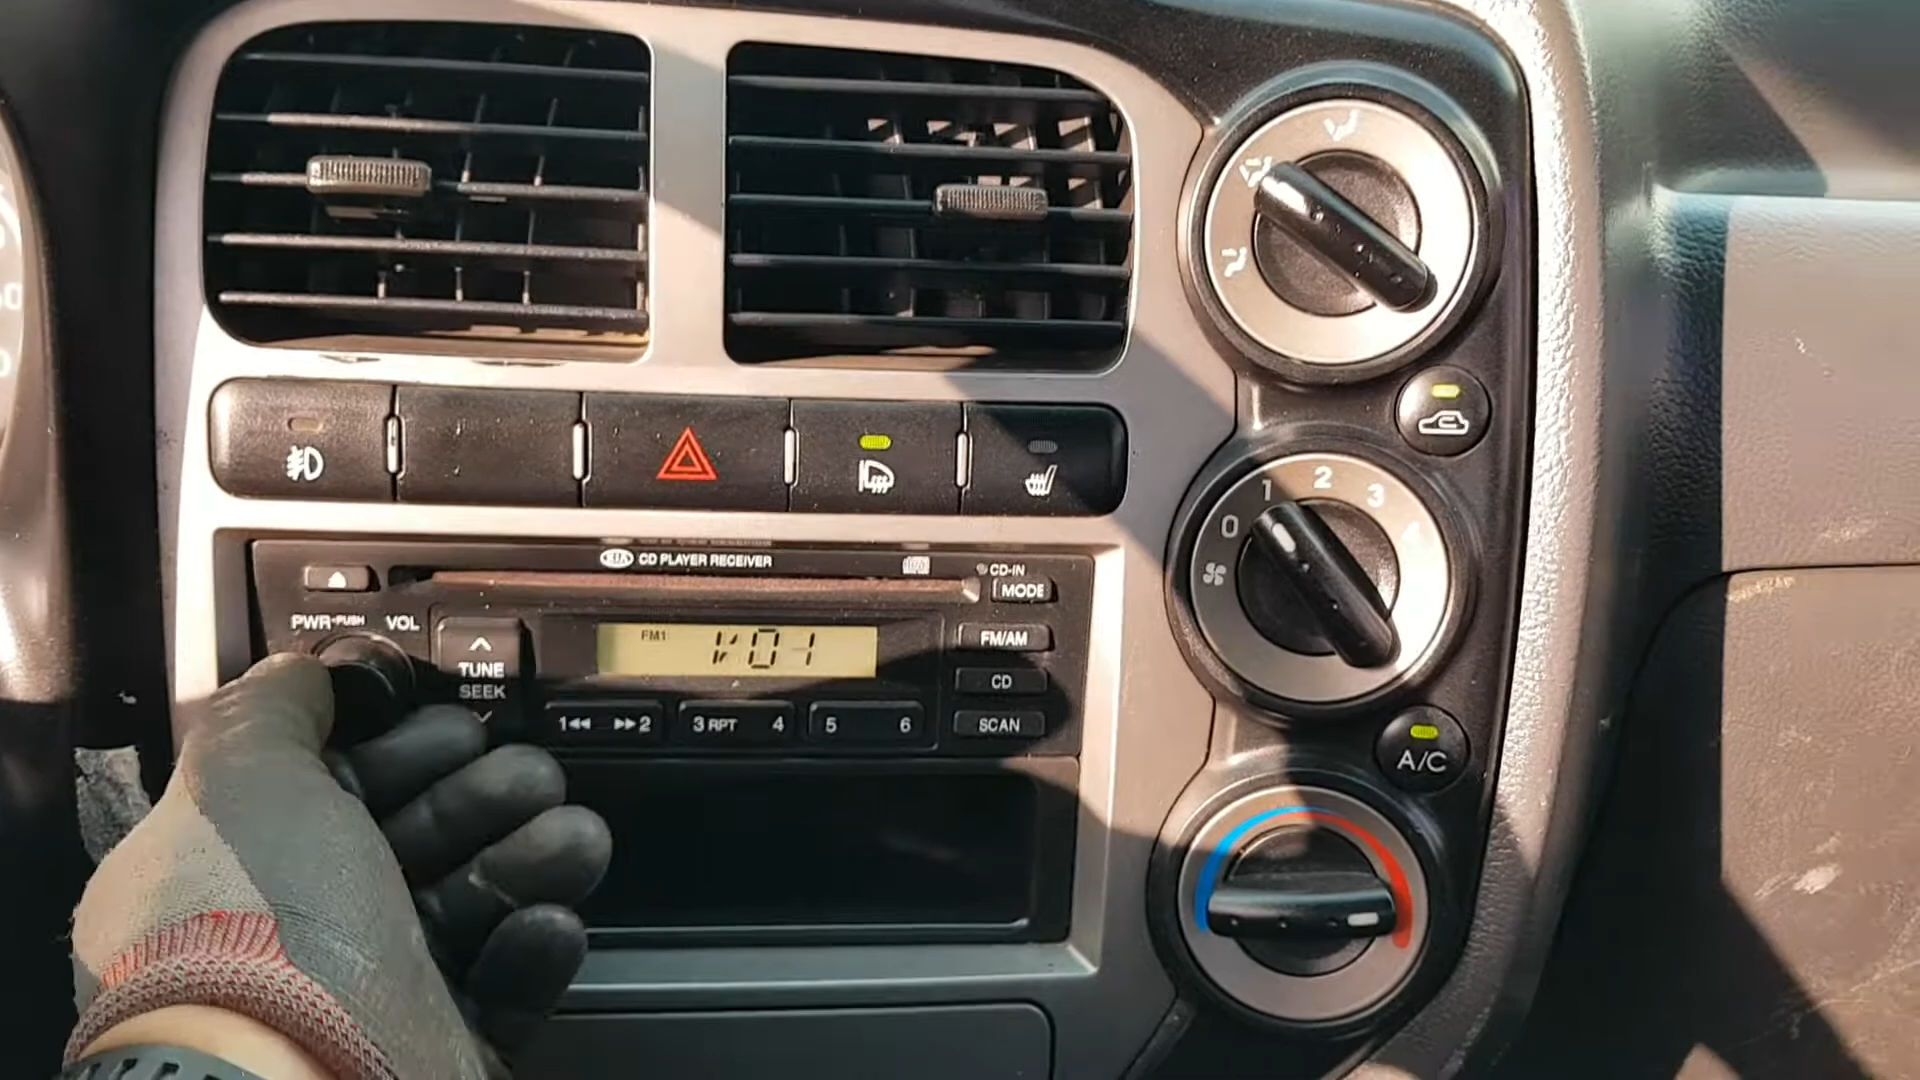 KIA CD PLAYER RECEIVER
CD-IN
MODE
PWR-PUSH VOL
TUNE
SEEK
FM1
V01
FM/AM
CD
SCAN
1 2
3 RPT 4
5 6
0 1 2 3 4
A/C